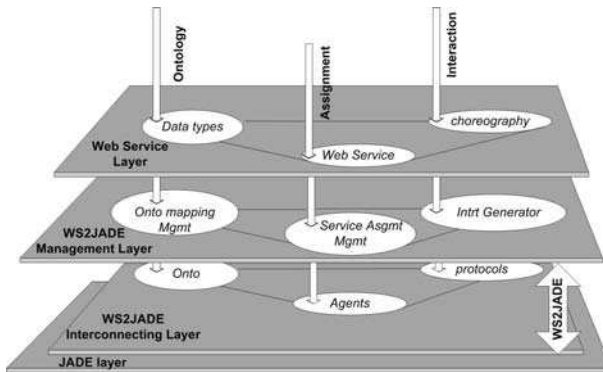 Ontology
Assignment
Interaction
Data types
choreography
Web Service
Web Service
Layer
Onto mapping
Mgmt
Service Asgmt
Mgmt
Intrt Generator
WS2JADE
Management Layer
Onto
protocols
Agents
WS2JADE
Interconnecting Layer
WS2JADE
JADE layer